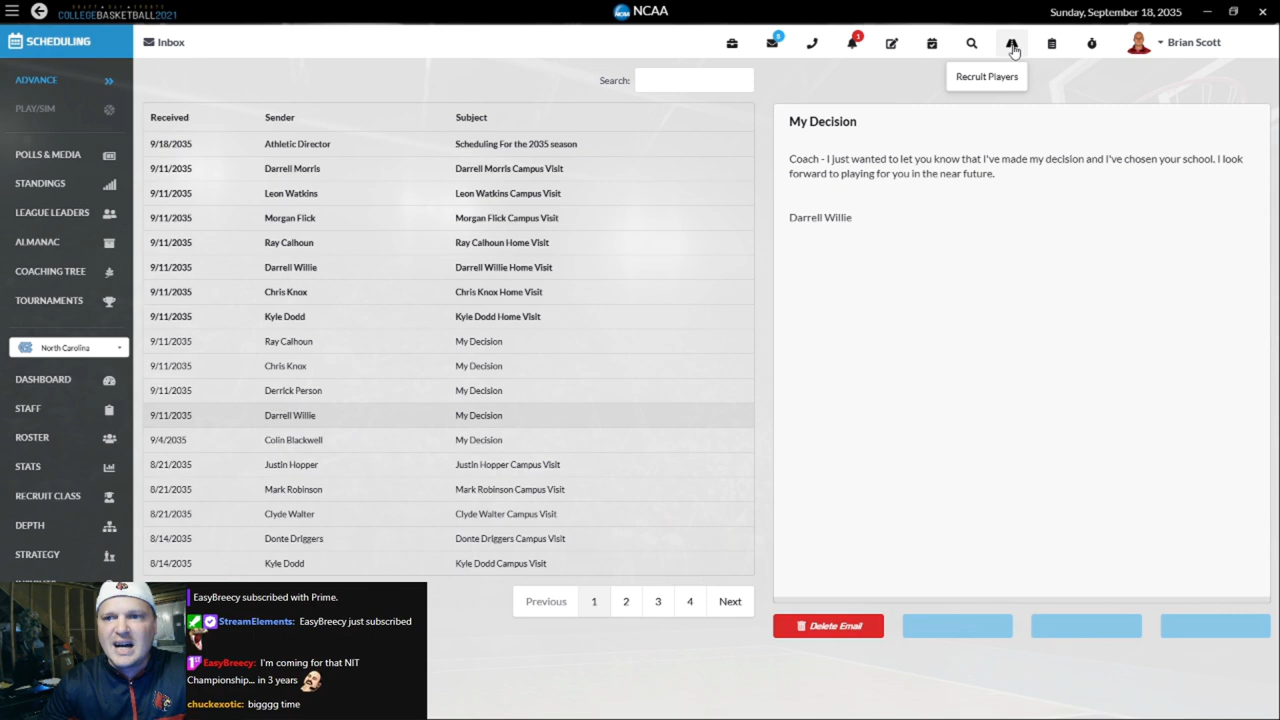 DRAFT DAY SPORTS
COLLEGE BASKETBALL 2021
NCAA
Sunday, September 18, 2035
SCHEDULING
Inbox
8
1
Brian Scott
Recruit Players
ADVANCE
PLAY/SIM
POLLS & MEDIA
STANDINGS
LEAGUE LEADERS
ALMANAC
COACHING TREE
TOURNAMENTS
North Carolina
DASHBOARD
STAFF
ROSTER
STATS
RECRUIT CLASS
DEPTH
STRATEGY
Search:
Received Sender Subject
9/18/2035 Athletic Director Scheduling For the 2035 season
9/11/2035 Darrell Morris Darrell Morris Campus Visit
9/11/2035 Leon Watkins Leon Watkins Campus Visit
9/11/2035 Morgan Flick Morgan Flick Campus Visit
9/11/2035 Ray Calhoun Ray Calhoun Home Visit
9/11/2035 Darrell Willie Darrell Willie Home Visit
9/11/2035 Chris Knox Chris Knox Home Visit
9/11/2035 Kyle Dodd Kyle Dodd Home Visit
9/11/2035 Ray Calhoun My Decision
9/11/2035 Chris Knox My Decision
9/11/2035 Derrick Person My Decision
9/11/2035 Darrell Willie My Decision
9/4/2035 Colin Blackwell My Decision
8/21/2035 Justin Hopper Justin Hopper Campus Visit
8/21/2035 Mark Robinson Mark Robinson Campus Visit
8/21/2035 Clyde Walter Clyde Walter Campus Visit
8/14/2035 Donte Driggers Donte Driggers Campus Visit
8/14/2035 Kyle Dodd Kyle Dodd Campus Visit
Previous 1 2 3 4 Next
My Decision
Coach - I just wanted to let you know that I've made my decision and I've chosen your school. I look
forward to playing for you in the near future.
Darrell Willie
Delete Email
EasyBreecy subscribed with Prime.
StreamElements: EasyBreecy just subscribed
EasyBreecy: I'm coming for that NIT
Championship... in 3 years
chuckexotic: bigggg time